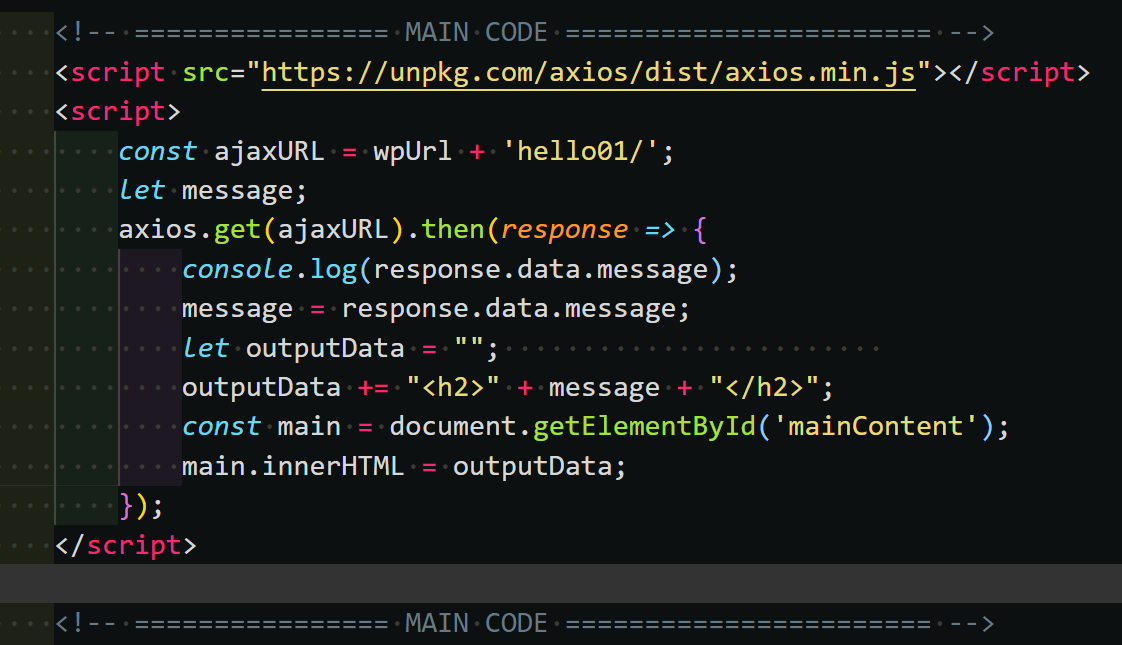 <!-- ================ MAIN CODE ======================= -->
<script src="https://unpkg.com/axios/dist/axios.min.js"></script>
<script>
const ajaxURL = wpUrl + 'hello01/';
let message;
axios.get(ajaxURL).then(response => {
console.log(response.data.message);
message = response.data.message;
let outputData = "";
outputData += "<h2>" + message + "</h2>";
const main = document.getElementById('mainContent');
main.innerHTML = outputData;
});
</script>
<!-- ================ MAIN CODE ======================= -->